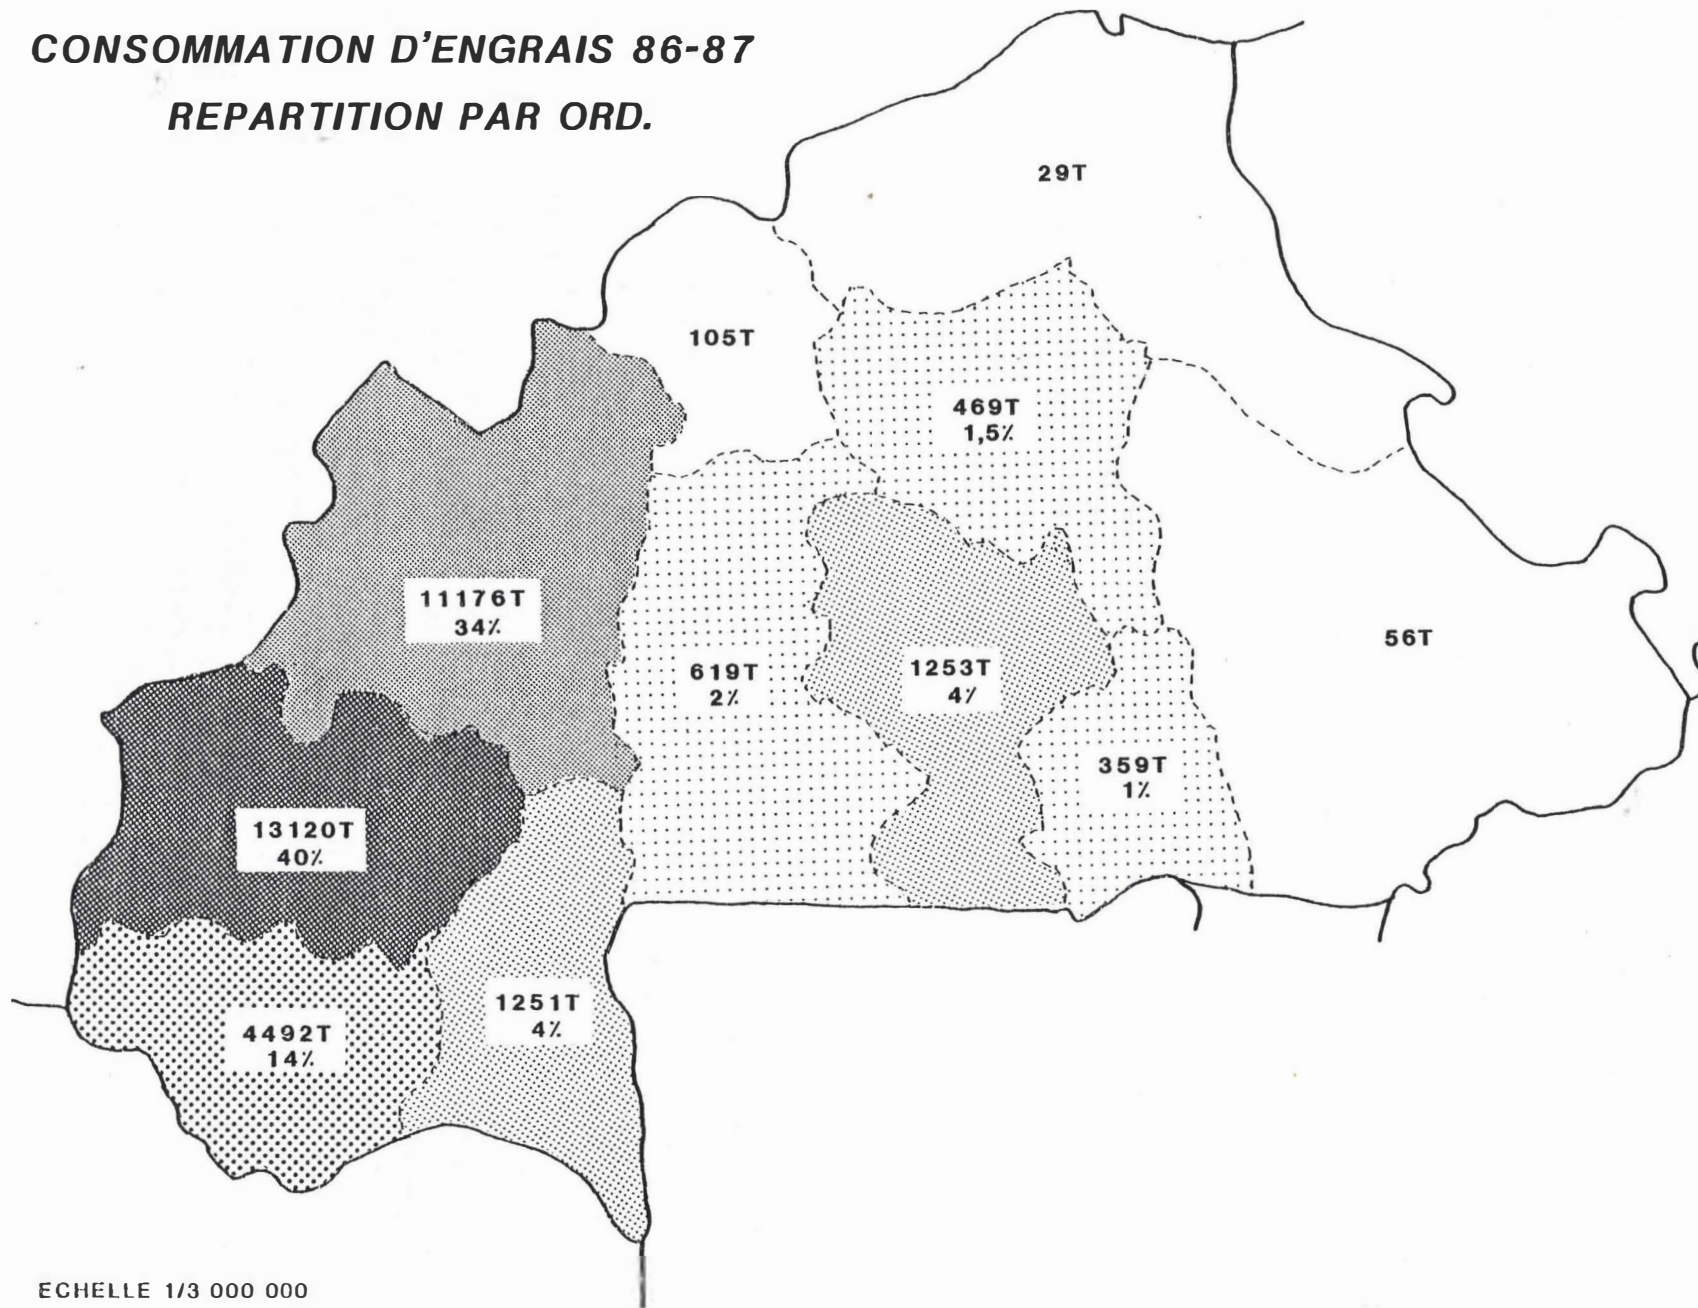 CONSOMMATION D'ENGRAIS 86-87
REPARTITION PAR ORD.
29T
105T
469T
1,5%
11176T
34%
56T
619T
2%
1253T
4%
359T
1%
13120T
40%
1251T
4%
4492T
14%
ECHELLE 1/3 000 000